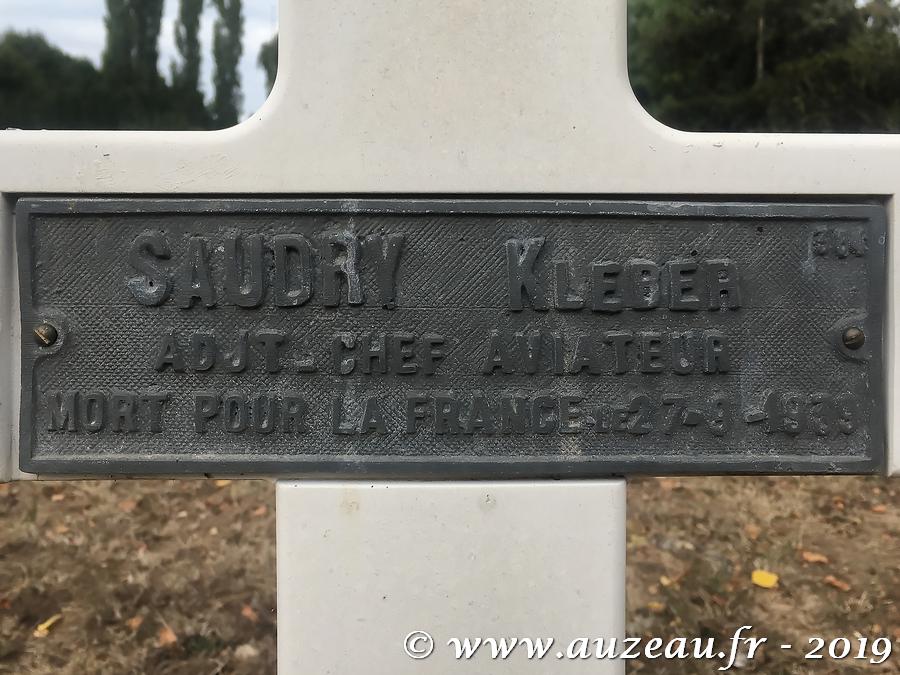 SAUDRY KLEBER
ADJT-CHEF AVIATEUR
MORT POUR LA FRANCE LE 27-9-1939
© www.auzeau.fr - 2019